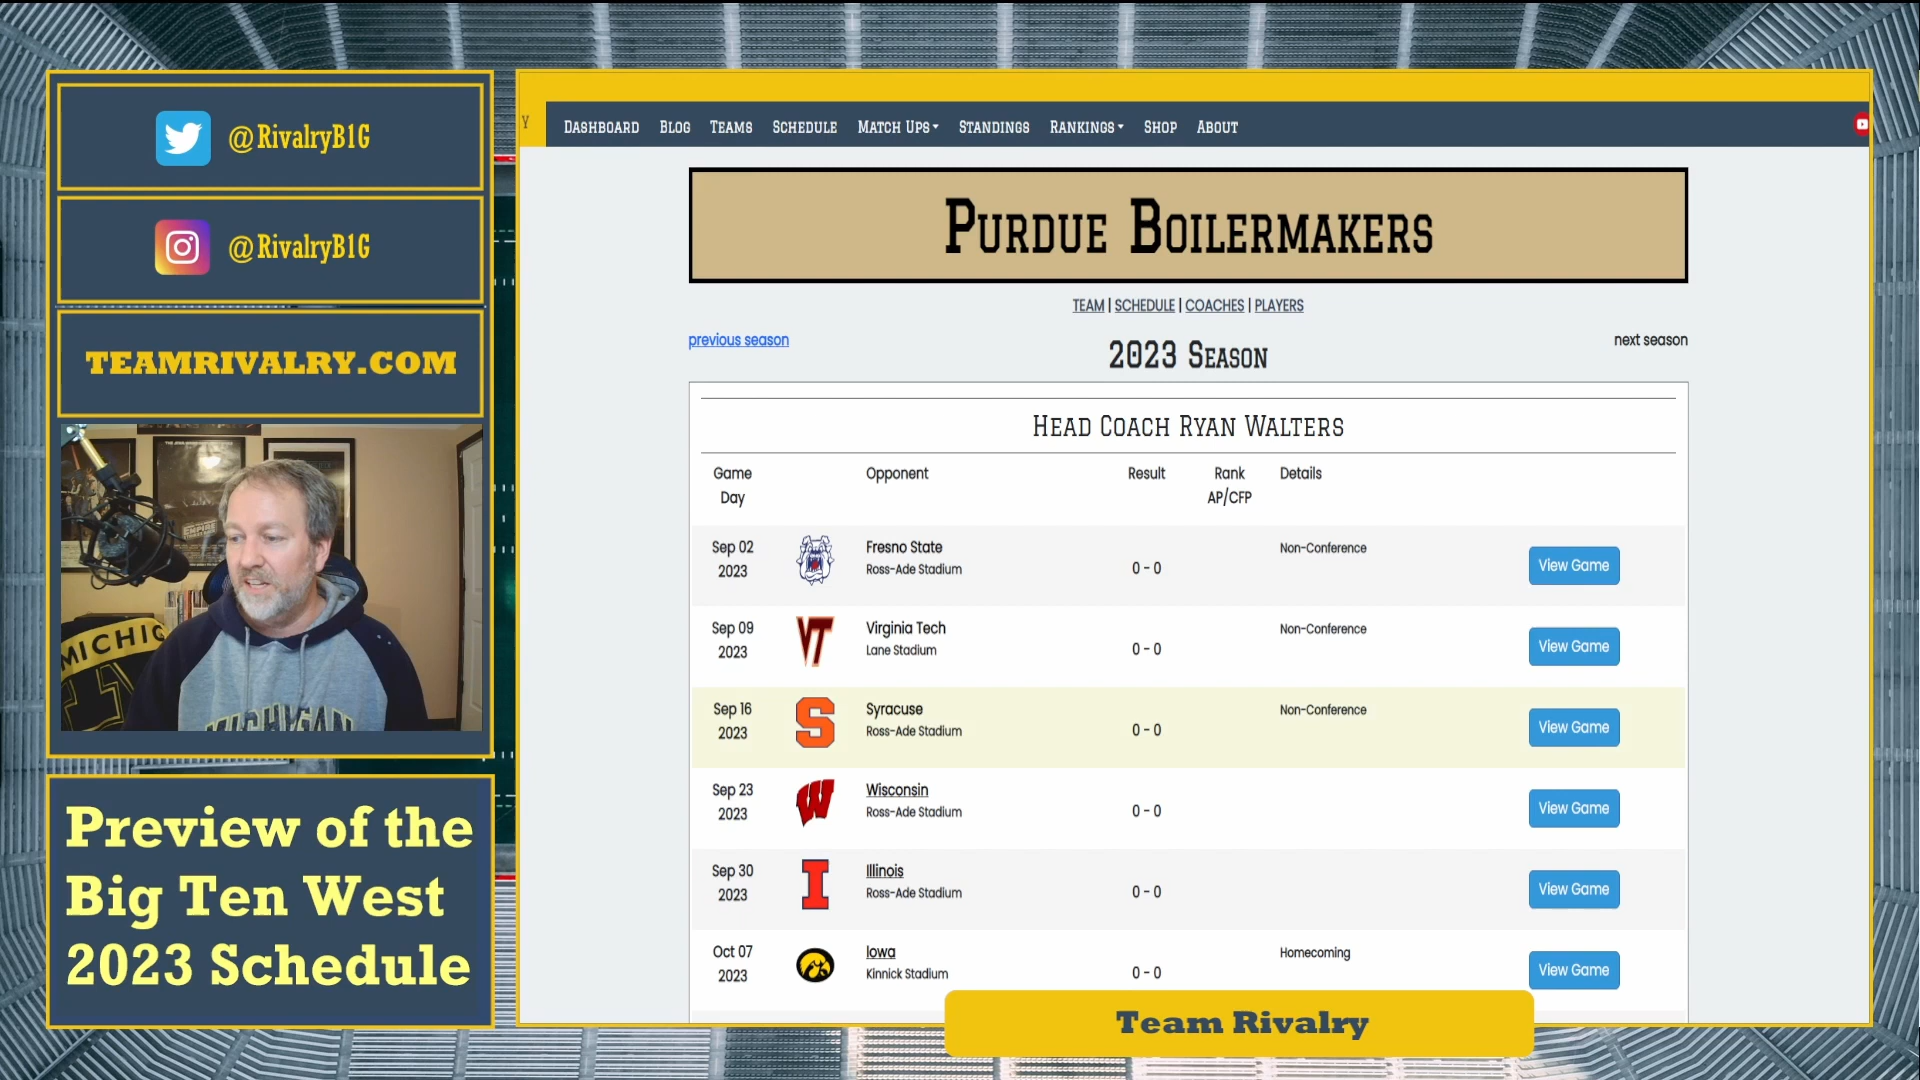 @RivalryB1G
@RivalryB1G
TEAMRIVALRY.COM
MICHIG
MICHIGAN
Preview of the
Big Ten West
2023 Schedule
Y
Dashboard Blog Teams Schedule Match Ups Standings Rankings Shop About
Purdue Boilermakers
TEAM | SCHEDULE | COACHES | PLAYERS
previous season
2023 Season
next season
Head Coach Ryan Walters
Game Day Opponent Result Rank AP/CFP Details
Sep 02 2023 Fresno State Ross-Ade Stadium 0 - 0 Non-Conference View Game
Sep 09 2023 VT Virginia Tech Lane Stadium 0 - 0 Non-Conference View Game
Sep 16 2023 S Syracuse Ross-Ade Stadium 0 - 0 Non-Conference View Game
Sep 23 2023 W Wisconsin Ross-Ade Stadium 0 - 0 View Game
Sep 30 2023 I Illinois Ross-Ade Stadium 0 - 0 View Game
Oct 07 2023 Iowa Kinnick Stadium 0 - 0 Homecoming View Game
Team Rivalry